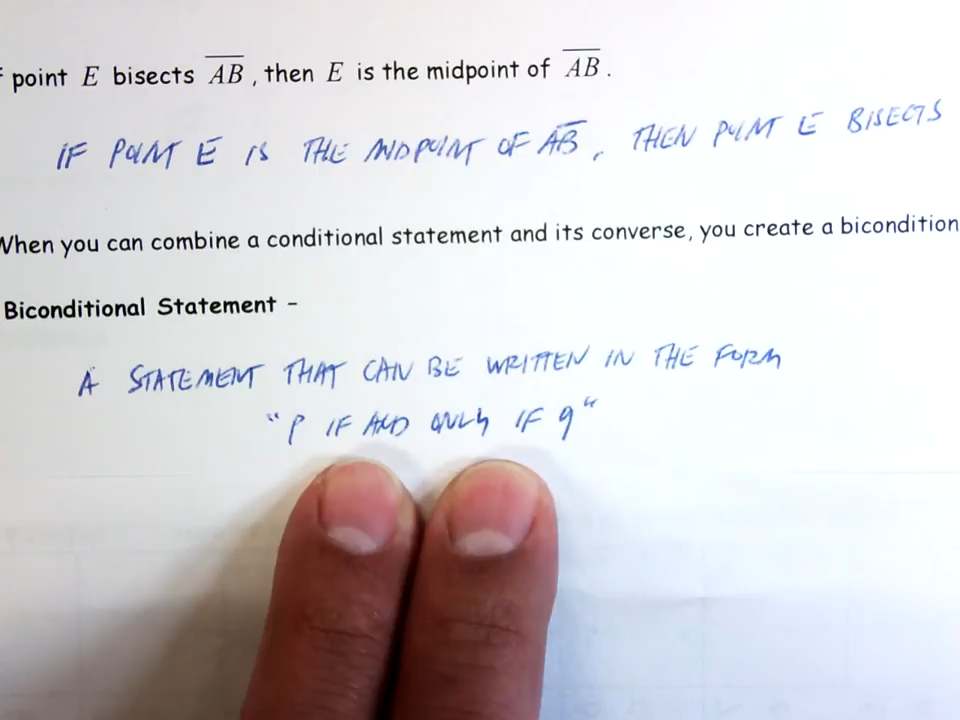 point E bisects AB, then E is the midpoint of AB.
IF POINT E IS THE MIDPOINT OF AB, THEN POINT E BISECTS
When you can combine a conditional statement and its converse, you create a bicondition
Biconditional Statement -
A STATEMENT THAT CAN BE WRITTEN IN THE FORM
"P IF AND ONLY IF q"